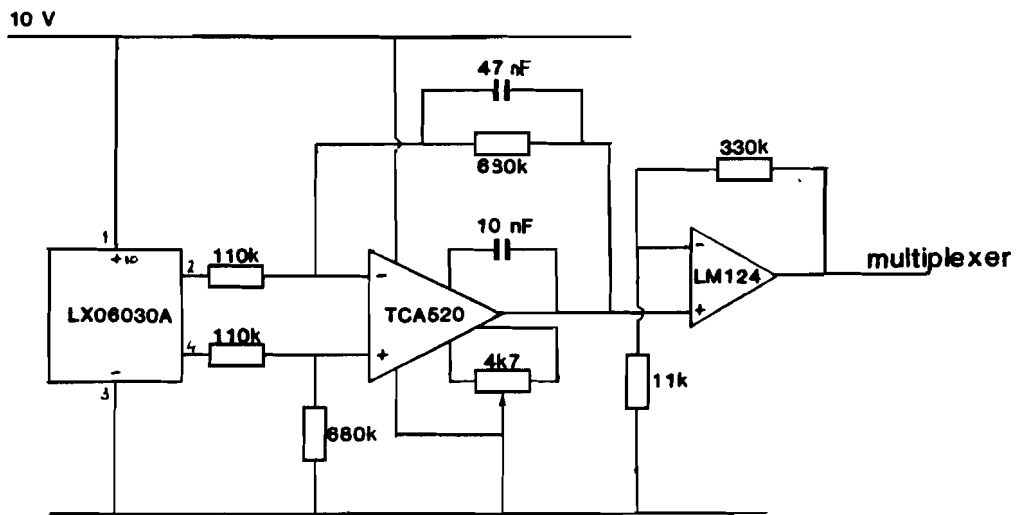 10 V
47 nF
680k
330k
10 nF
1
+10
2
110k
-
-
multiplexer
LM124
LX06030A
TCA520
+
110k
4
+
4k7
-
3
11k
680k